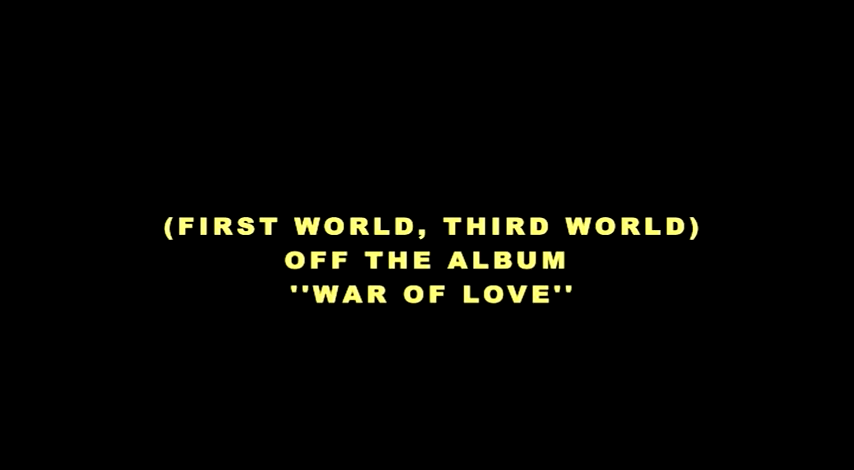 (FIRST WORLD, THIRD WORLD)
OFF THE ALBUM
''WAR OF LOVE''